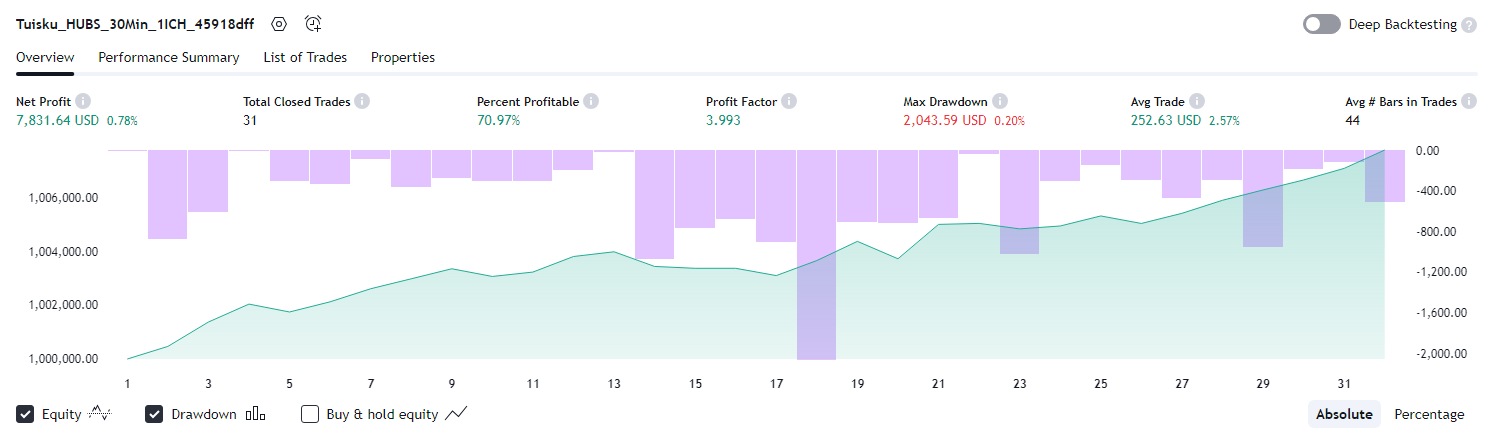 Tuisku_HUBS_30Min_1ICH_45918dff
Deep Backtesting ?
Overview Performance Summary List of Trades Properties
Net Profit i Total Closed Trades i Percent Profitable i Profit Factor i Max Drawdown i Avg Trade i Avg # Bars in Trades i
7,831.64 USD 0.78% 31 70.97% 3.993 2,043.59 USD 0.20% 252.63 USD 2.57% 44
0.00
1,006,000.00 -400.00
-800.00
1,004,000.00
-1,200.00
1,002,000.00 -1,600.00
1,000,000.00 -2,000.00
1 3 5 7 9 11 13 15 17 19 21 23 25 27 29 31
Equity Drawdown Buy & hold equity Absolute Percentage